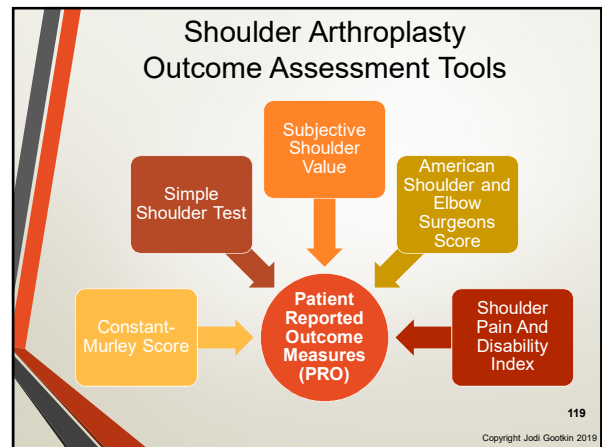 Shoulder Arthroplasty
Outcome Assessment Tools
Subjective
Shoulder
Value
Simple
Shoulder Test
American
Shoulder and
Elbow
Surgeons
Score
Constant-
Murley Score
Patient
Reported
Outcome
Measures
(PRO)
Shoulder
Pain And
Disability
Index
119
Copyright Jodi Gootkin 2019